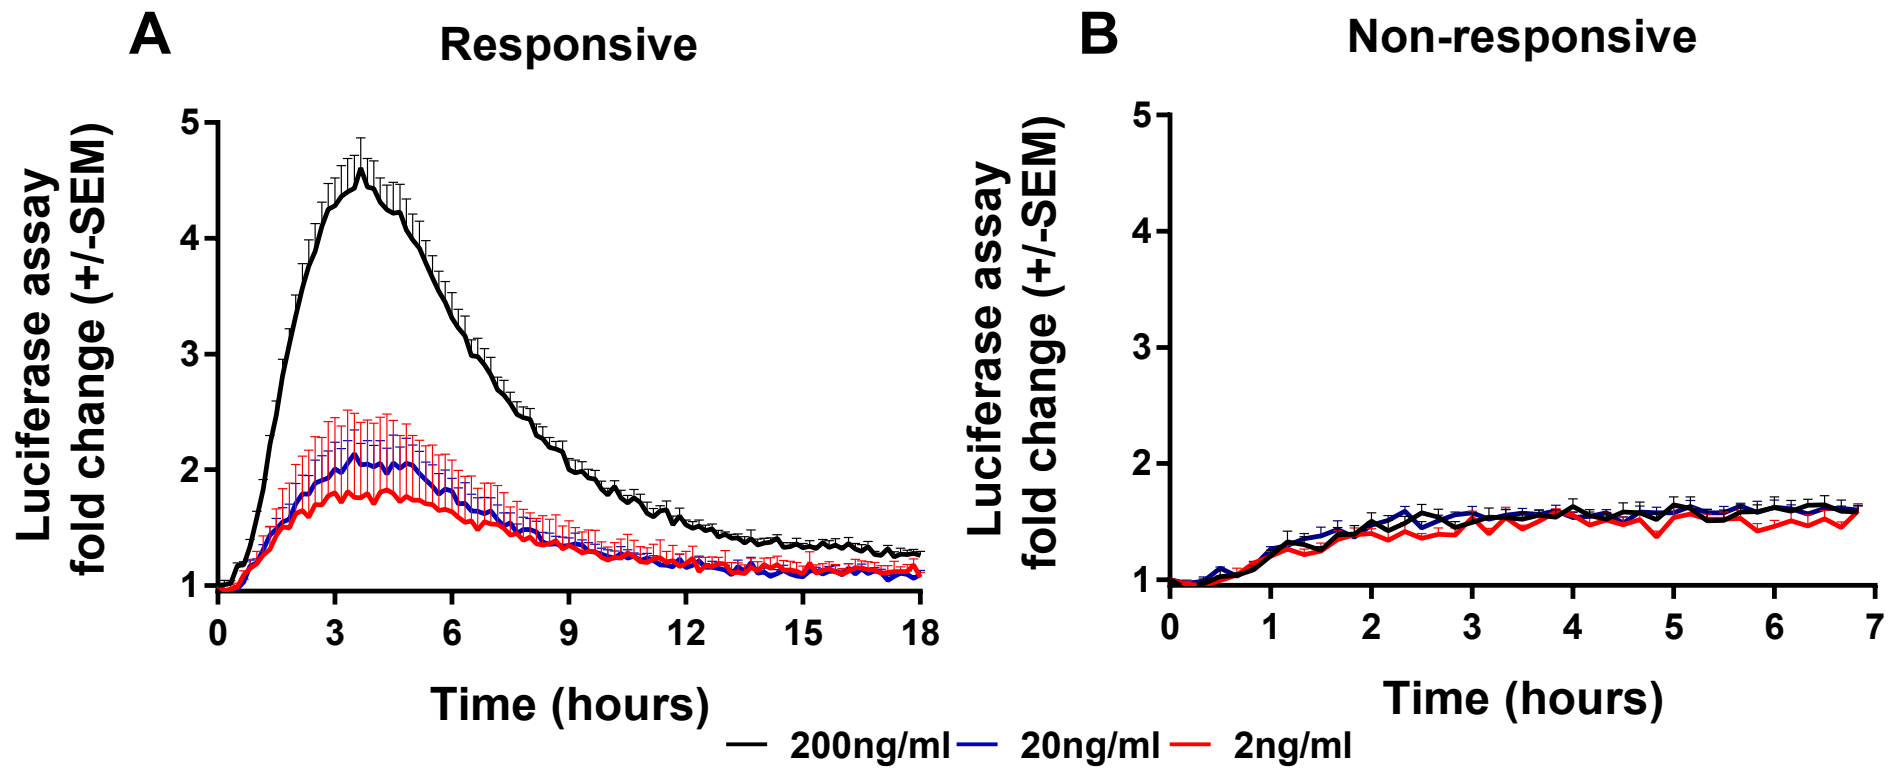 A
Responsive
Luciferase assay
fold change (+/-SEM)
5
4
3
2
1
0 3 6 9 12 15 18
Time (hours)
B
Non-responsive
Luciferase assay
fold change (+/-SEM)
5
4
3
2
1
0 1 2 3 4 5 6 7
Time (hours)
200ng/ml 20ng/ml 2ng/ml